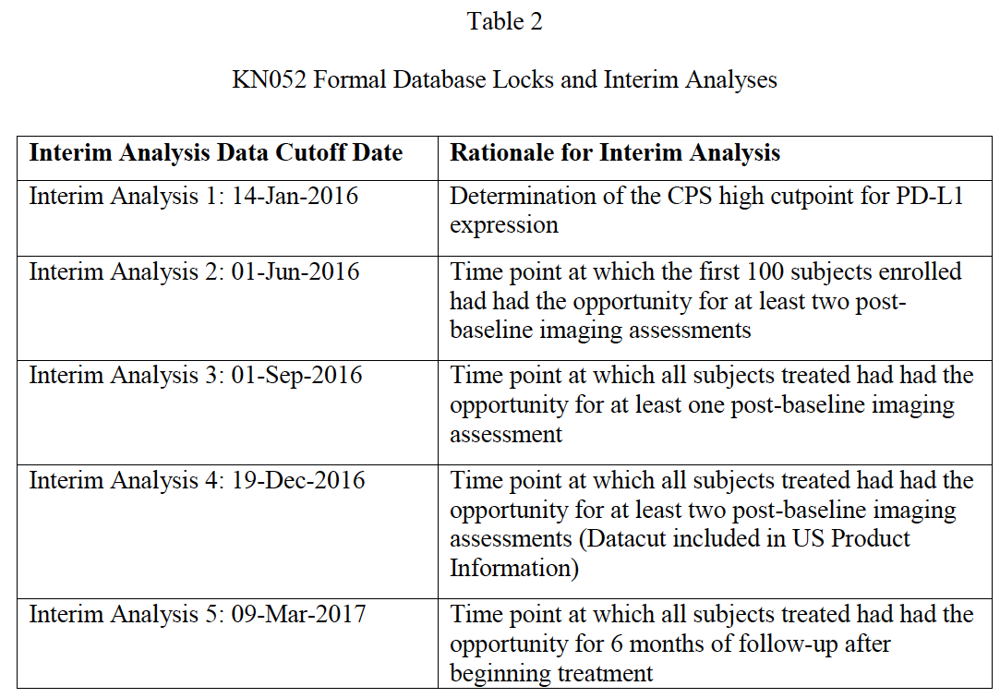 Table 2
KN052 Formal Database Locks and Interim Analyses
Interim Analysis Data Cutoff Date
Rationale for Interim Analysis
Interim Analysis 1: 14-Jan-2016
Determination of the CPS high cutpoint for PD-L1
expression
Interim Analysis 2: 01-Jun-2016
Time point at which the first 100 subjects enrolled
had had the opportunity for at least two post-
baseline imaging assessments
Interim Analysis 3: 01-Sep-2016
Time point at which all subjects treated had had the
opportunity for at least one post-baseline imaging
assessment
Interim Analysis 4: 19-Dec-2016
Time point at which all subjects treated had had the
opportunity for at least two post-baseline imaging
assessments (Datacut included in US Product
Information)
Interim Analysis 5: 09-Mar-2017
Time point at which all subjects treated had had the
opportunity for 6 months of follow-up after
beginning treatment